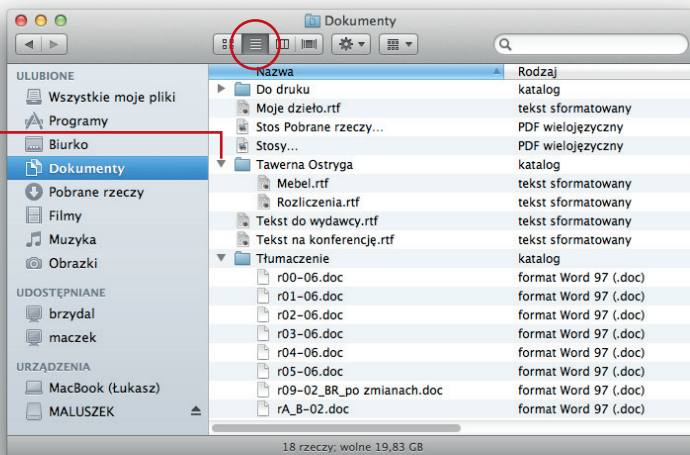 Dokumenty
ULUBIONE
Wszystkie moje pliki
Programy
Biurko
Dokumenty
Pobrane rzeczy
Filmy
Muzyka
Obrazki
UDOSTĘPNIANE
brzydal
maczek
URZĄDZENIA
MacBook (Łukasz)
MALUSZEK
Nazwa Rodzaj
Do druku katalog
Moje dzieło.rtf tekst sformatowany
Stos Pobrane rzeczy... PDF wielojęzyczny
Stosy... PDF wielojęzyczny
Tawerna Ostryga katalog
Mebel.rtf tekst sformatowany
Rozliczenia.rtf tekst sformatowany
Tekst do wydawcy.rtf tekst sformatowany
Tekst na konferencję.rtf tekst sformatowany
Tłumaczenie katalog
r00-06.doc format Word 97 (.doc)
r01-06.doc format Word 97 (.doc)
r02-06.doc format Word 97 (.doc)
r03-06.doc format Word 97 (.doc)
r04-06.doc format Word 97 (.doc)
r05-06.doc format Word 97 (.doc)
r09-02_BR_po zmianach.doc format Word 97 (.doc)
rA_B-02.doc format Word 97 (.doc)
18 rzeczy; wolne 19,83 GB